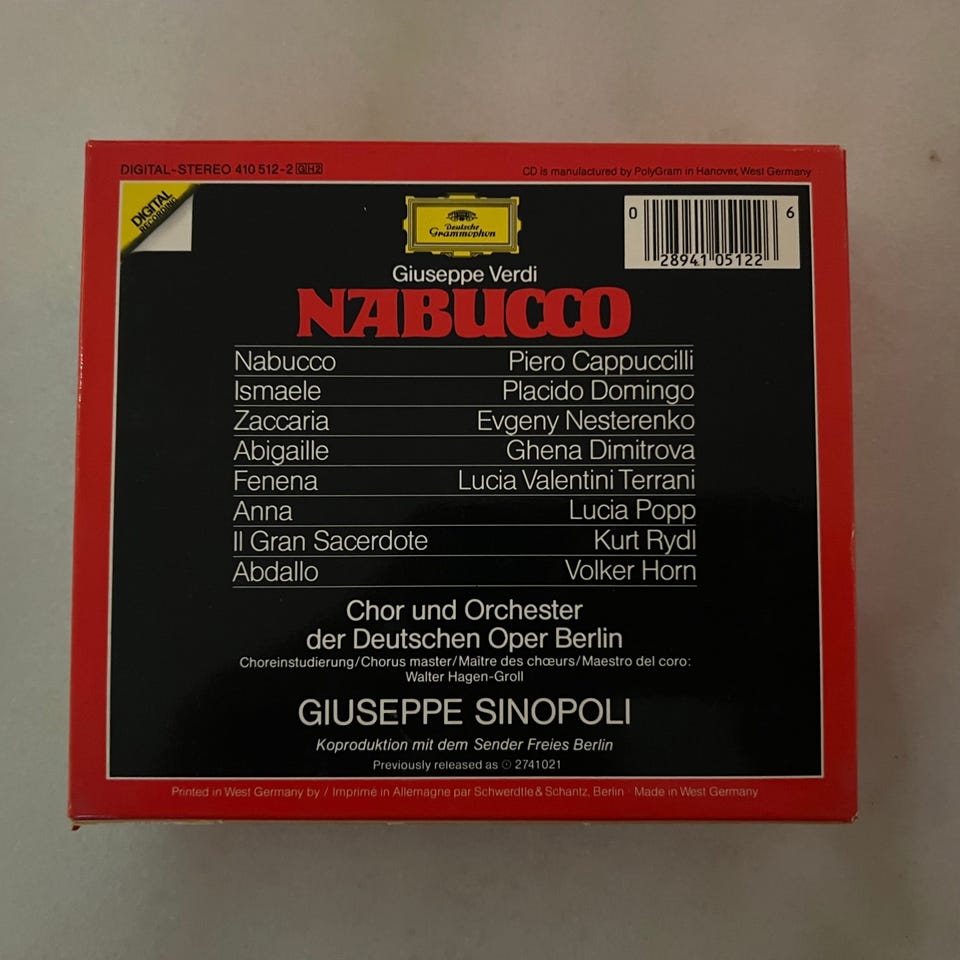 DIGITAL-STEREO 410 512-2 GH2
CD is manufactured by PolyGram in Hanover, West Germany
DIGITAL
RECORDING
Deutsche
Grammophon
0 28941 05122 6
Giuseppe Verdi
NABUCCO
Nabucco Piero Cappuccilli
Ismaele Placido Domingo
Zaccaria Evgeny Nesterenko
Abigaille Ghena Dimitrova
Fenena Lucia Valentini Terrani
Anna Lucia Popp
Il Gran Sacerdote Kurt Rydl
Abdallo Volker Horn
Chor und Orchester
der Deutschen Oper Berlin
Choreinstudierung/Chorus master/Maître des chœurs/Maestro del coro:
Walter Hagen-Groll
GIUSEPPE SINOPOLI
Koproduktion mit dem Sender Freies Berlin
Previously released as ⊙ 2741021
Printed in West Germany by / Imprimé in Allemagne par Schwerdtle & Schantz, Berlin · Made in West Germany